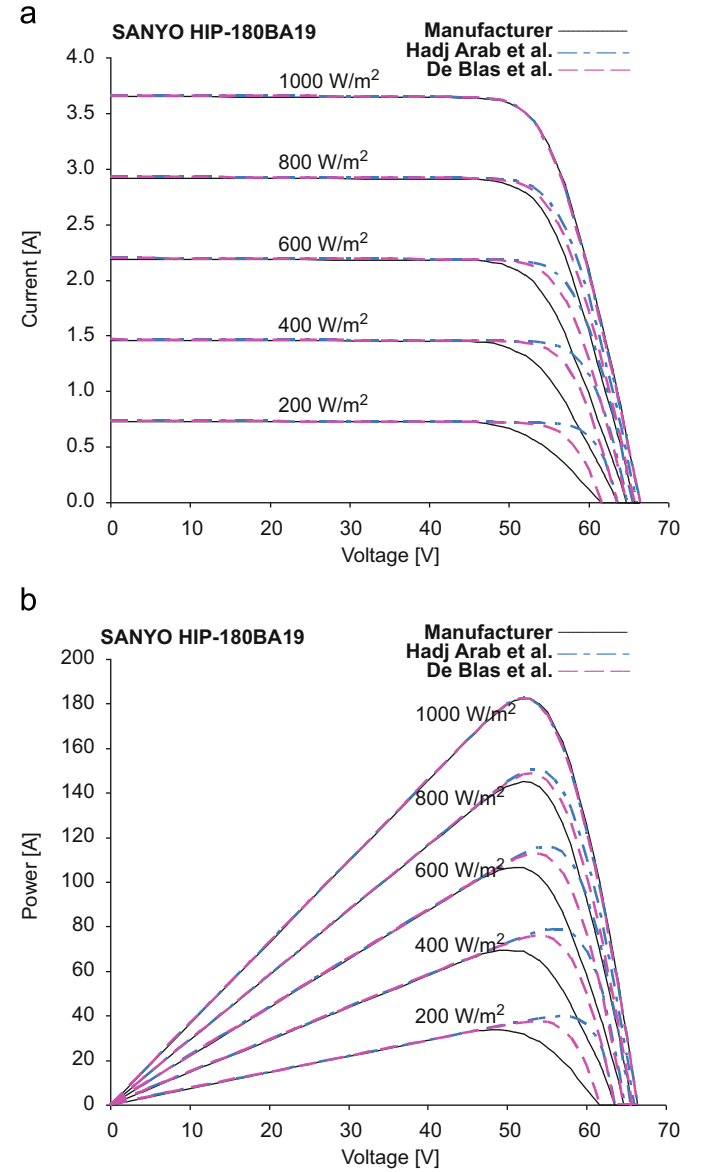 a
SANYO HIP-180BA19
Manufacturer
Hadj Arab et al.
De Blas et al.
4.0
3.5
3.0
2.5
2.0
1.5
1.0
0.5
0.0
Current [A]
1000 W/m²
800 W/m²
600 W/m²
400 W/m²
200 W/m²
0 10 20 30 40 50 60 70
Voltage [V]
b
SANYO HIP-180BA19
Manufacturer
Hadj Arab et al.
De Blas et al.
200
180
160
140
120
100
80
60
40
20
0
Power [A]
1000 W/m²
800 W/m²
600 W/m²
400 W/m²
200 W/m²
0 10 20 30 40 50 60 70
Voltage [V]